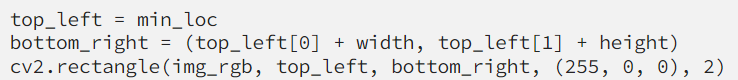 top_left = min_loc
bottom_right = (top_left[0] + width, top_left[1] + height)
cv2.rectangle(img_rgb, top_left, bottom_right, (255, 0, 0), 2)